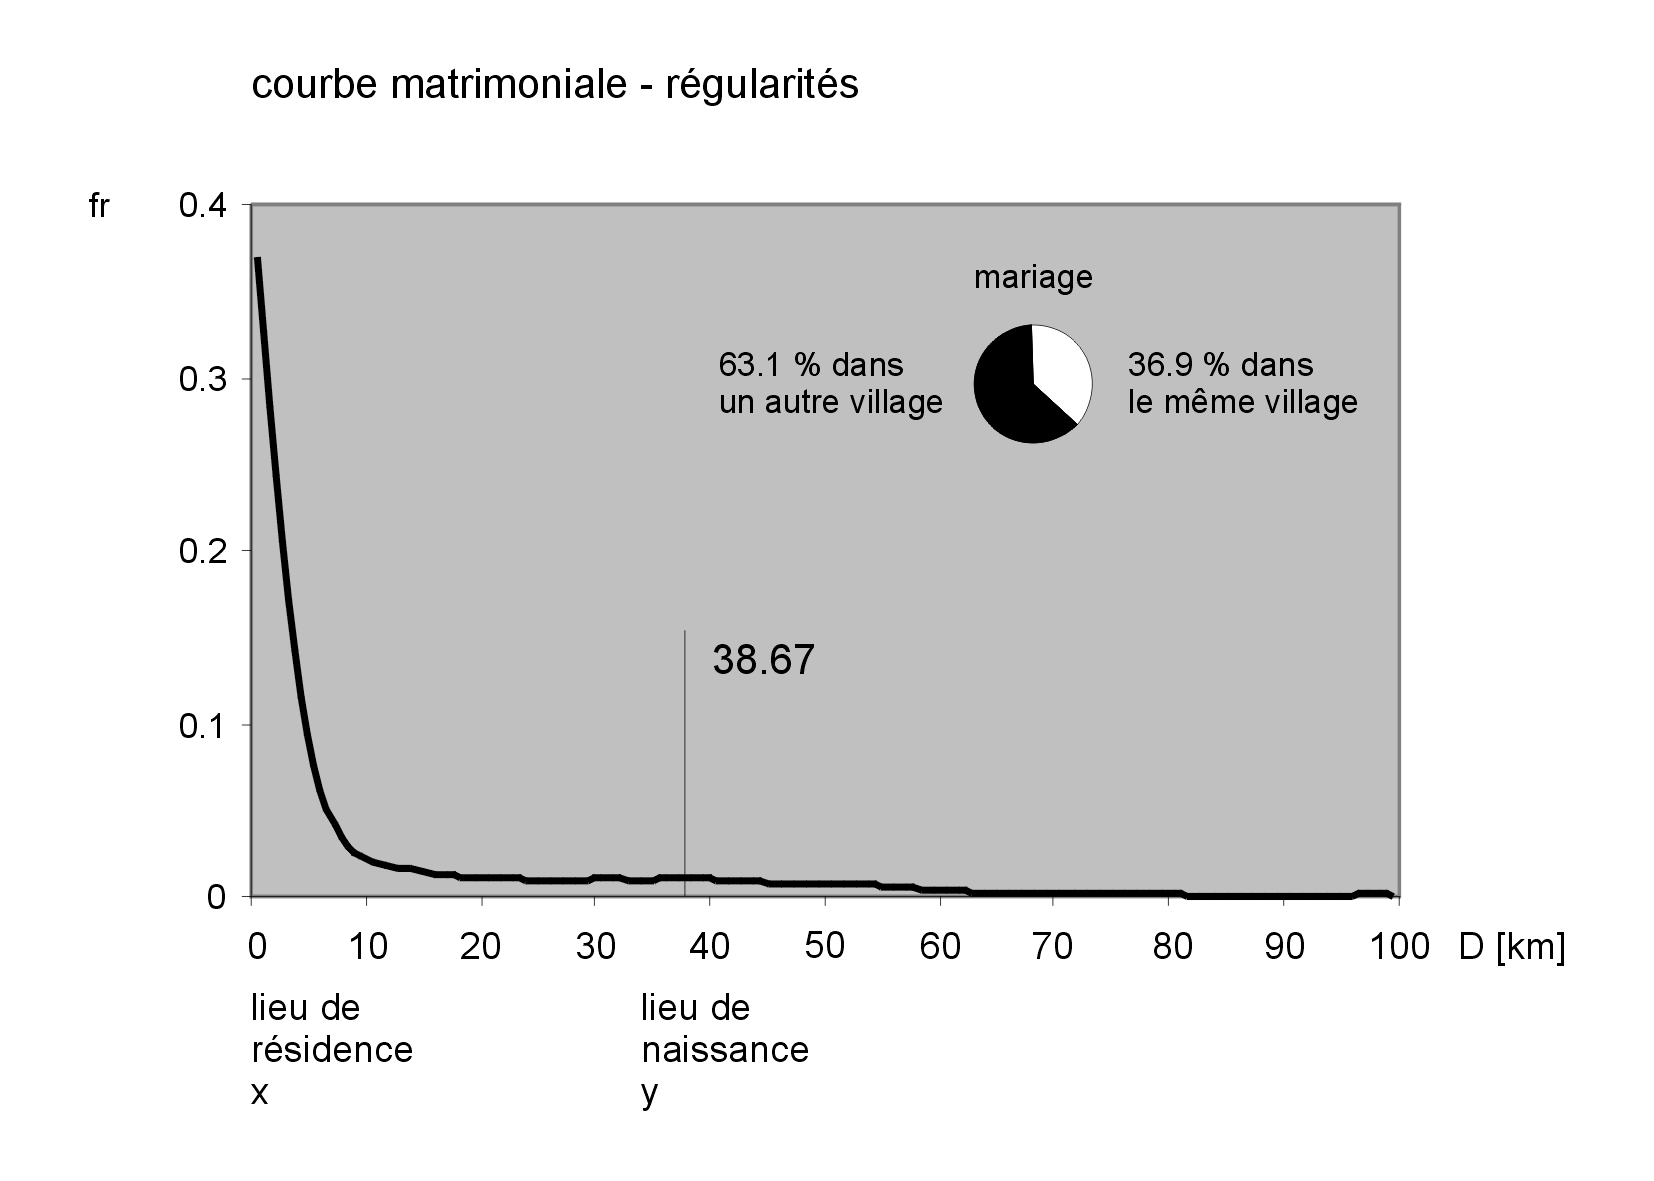 courbe matrimoniale - régularités
fr
0.4
mariage
63.1 % dans
un autre village
36.9 % dans
le même village
0.3
0.2
38.67
0.1
0
0 10 20 30 40 50 60 70 80 90 100 D [km]
lieu de
résidence
x
lieu de
naissance
y